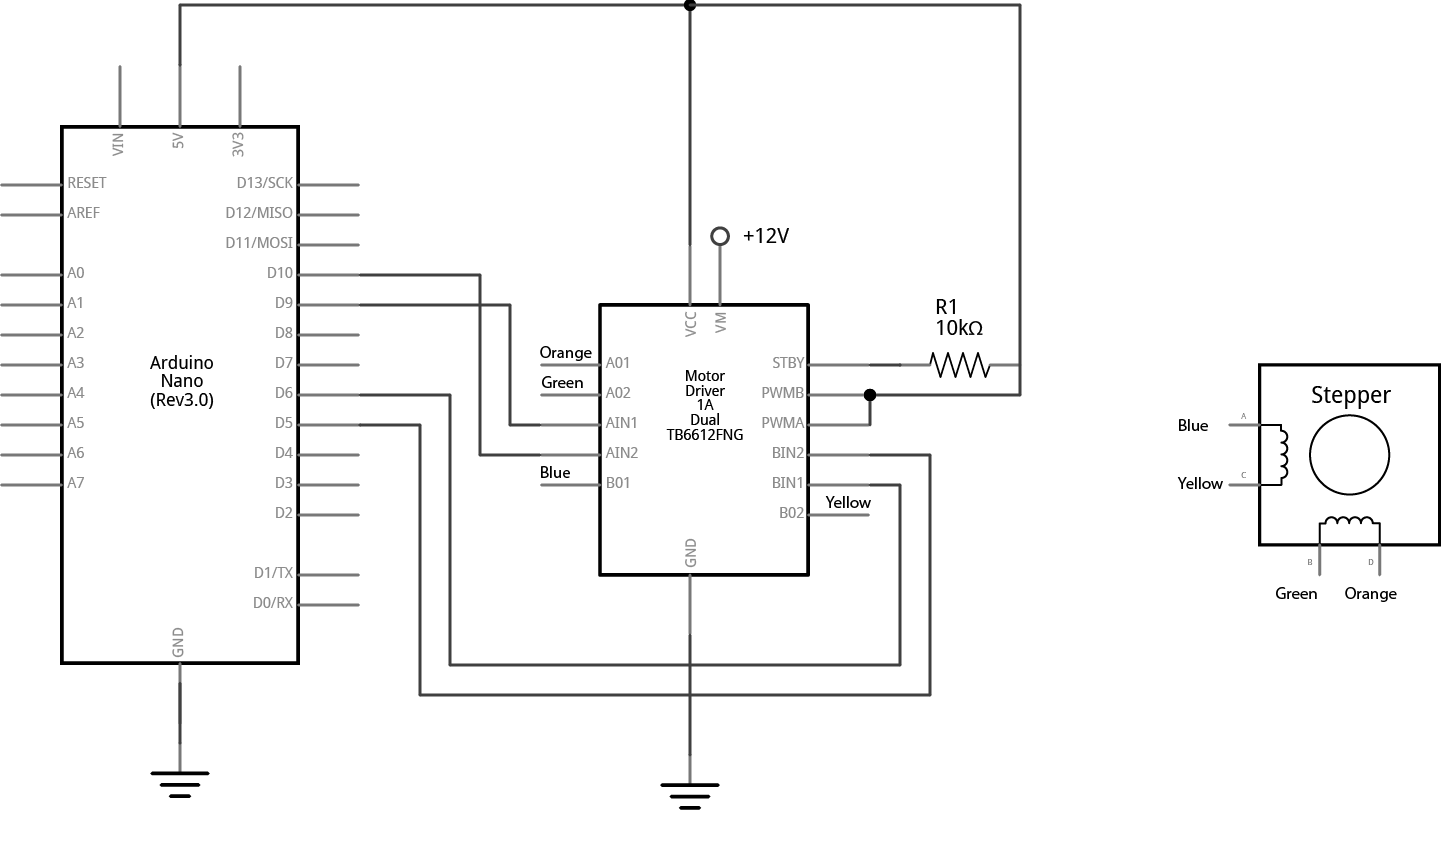 VIN
5V
3V3
RESET
AREF
A0
A1
A2
A3
A4
A5
A6
A7
Arduino
Nano
(Rev3.0)
D13/SCK
D12/MISO
D11/MOSI
D10
D9
D8
D7
D6
D5
D4
D3
D2
D1/TX
D0/RX
GND
+12V
VCC
VM
Orange
Green
Blue
A01
A02
AIN1
AIN2
B01
Motor
Driver
1A
Dual
TB6612FNG
STBY
PWMB
PWMA
BIN2
BIN1
B02
Yellow
GND
R1
10kΩ
Stepper
Blue
A
Yellow
C
B
D
Green
Orange